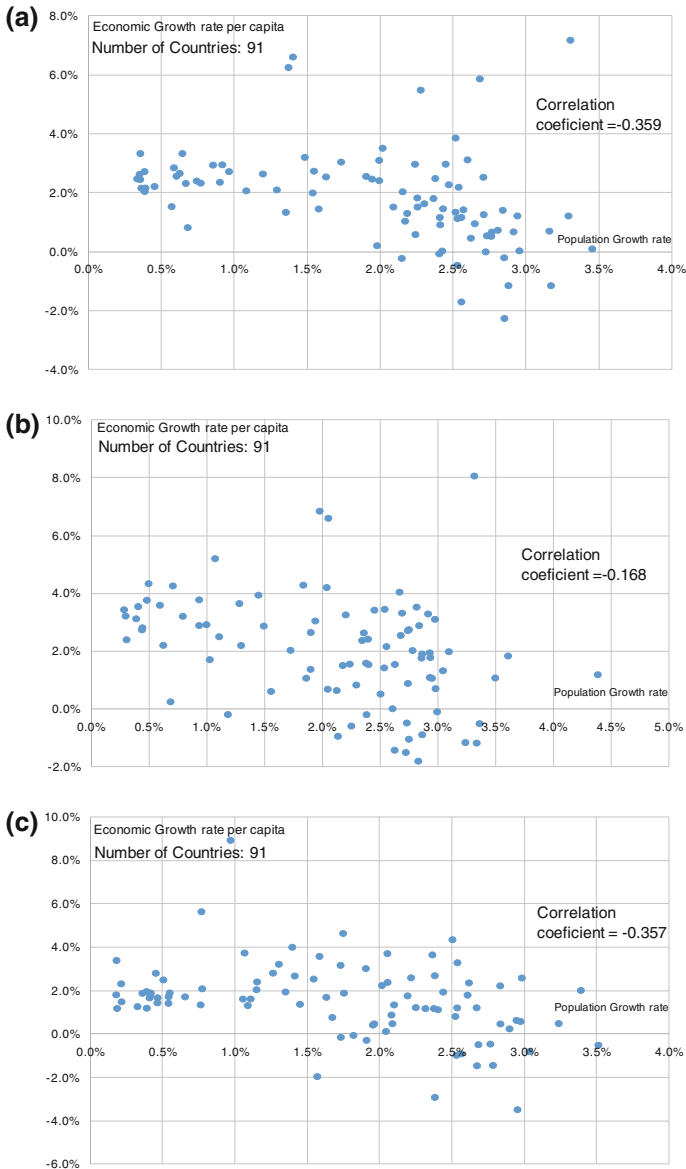 (a)
8.0%
Economic Growth rate per capita
Number of Countries: 91
6.0%
Correlation
coeficient =-0.359
4.0%
2.0%
Population Growth rate
0.0%
0.0% 0.5% 1.0% 1.5% 2.0% 2.5% 3.0% 3.5% 4.0%
-2.0%
-4.0%
(b)
10.0%
Economic Growth rate per capita
Number of Countries: 91
8.0%
6.0%
Correlation
coeficient =-0.168
4.0%
2.0%
Population Growth rate
0.0%
0.0% 0.5% 1.0% 1.5% 2.0% 2.5% 3.0% 3.5% 4.0% 4.5% 5.0%
-2.0%
(c)
10.0%
Economic Growth rate per capita
Number of Countries: 91
8.0%
6.0%
Correlation
coefficient = -0.357
4.0%
2.0%
Population Growth rate
0.0%
0.0% 0.5% 1.0% 1.5% 2.0% 2.5% 3.0% 3.5% 4.0%
-2.0%
-4.0%
-6.0%